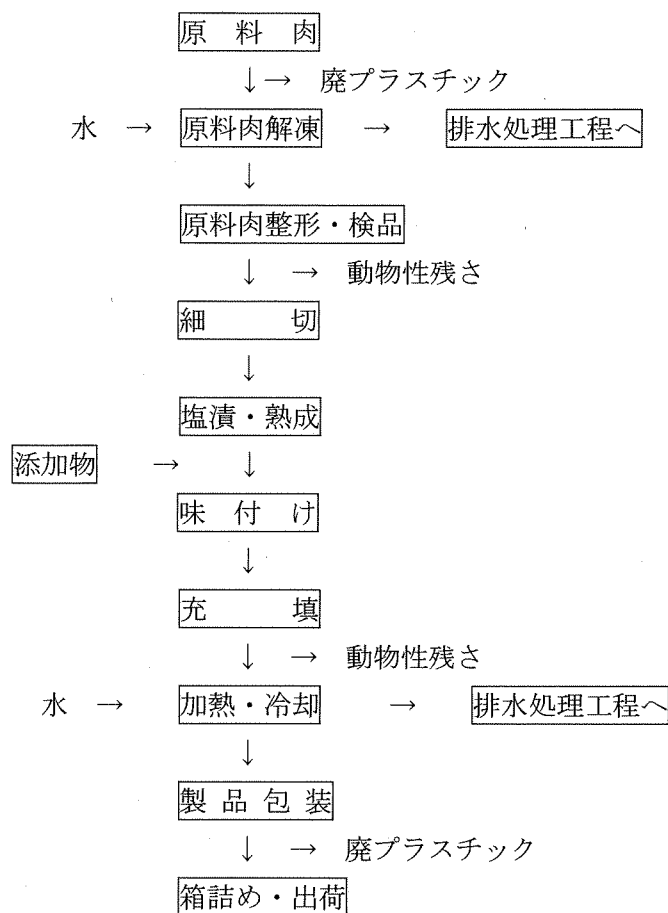 原料肉
↓→ 廃プラスチック
水 → 原料肉解凍 → 排水処理工程へ
↓
原料肉整形・検品
↓ → 動物性残さ
細切
↓
塩漬・熟成
添加物 → ↓
味付け
↓
充填
↓ → 動物性残さ
水 → 加熱・冷却 → 排水処理工程へ
↓
製品包装
↓ → 廃プラスチック
箱詰め・出荷